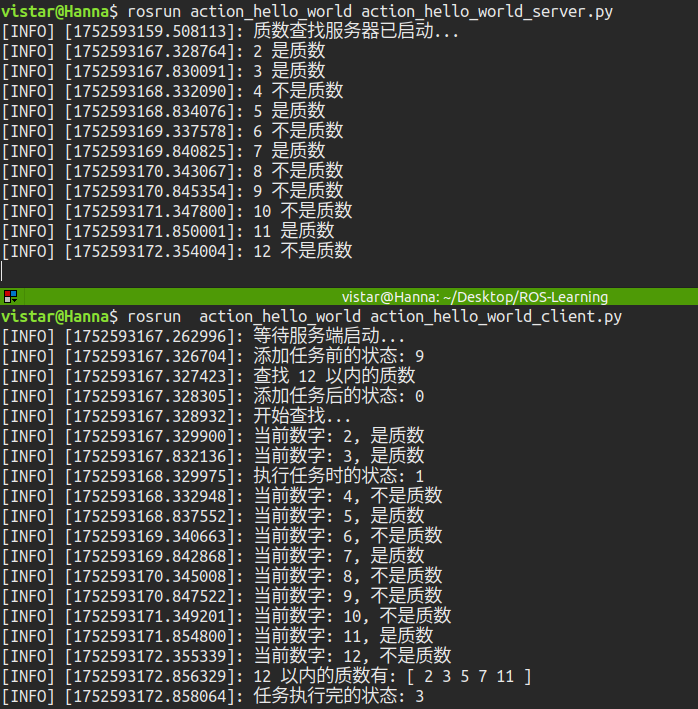 vistar@Hanna$ rosrun action_hello_world action_hello_world_server.py
[INFO] [1752593159.508113]: 质数查找服务器已启动...
[INFO] [1752593167.328764]: 2 是质数
[INFO] [1752593167.830091]: 3 是质数
[INFO] [1752593168.332090]: 4 不是质数
[INFO] [1752593168.834076]: 5 是质数
[INFO] [1752593169.337578]: 6 不是质数
[INFO] [1752593169.840825]: 7 是质数
[INFO] [1752593170.343067]: 8 不是质数
[INFO] [1752593170.845354]: 9 不是质数
[INFO] [1752593171.347800]: 10 不是质数
[INFO] [1752593171.850001]: 11 是质数
[INFO] [1752593172.354004]: 12 不是质数
vistar@Hanna: ~/Desktop/ROS-Learning
vistar@Hanna$ rosrun  action_hello_world action_hello_world_client.py
[INFO] [1752593167.262996]: 等待服务端启动...
[INFO] [1752593167.326704]: 添加任务前的状态: 9
[INFO] [1752593167.327423]: 查找 12 以内的质数
[INFO] [1752593167.328305]: 添加任务后的状态: 0
[INFO] [1752593167.328932]: 开始查找...
[INFO] [1752593167.329900]: 当前数字: 2, 是质数
[INFO] [1752593167.832136]: 当前数字: 3, 是质数
[INFO] [1752593168.329975]: 执行任务时的状态: 1
[INFO] [1752593168.332948]: 当前数字: 4, 不是质数
[INFO] [1752593168.837552]: 当前数字: 5, 是质数
[INFO] [1752593169.340663]: 当前数字: 6, 不是质数
[INFO] [1752593169.842868]: 当前数字: 7, 是质数
[INFO] [1752593170.345008]: 当前数字: 8, 不是质数
[INFO] [1752593170.847522]: 当前数字: 9, 不是质数
[INFO] [1752593171.349201]: 当前数字: 10, 不是质数
[INFO] [1752593171.854800]: 当前数字: 11, 是质数
[INFO] [1752593172.355339]: 当前数字: 12, 不是质数
[INFO] [1752593172.856329]: 12 以内的质数有: [ 2 3 5 7 11 ]
[INFO] [1752593172.858064]: 任务执行完的状态: 3